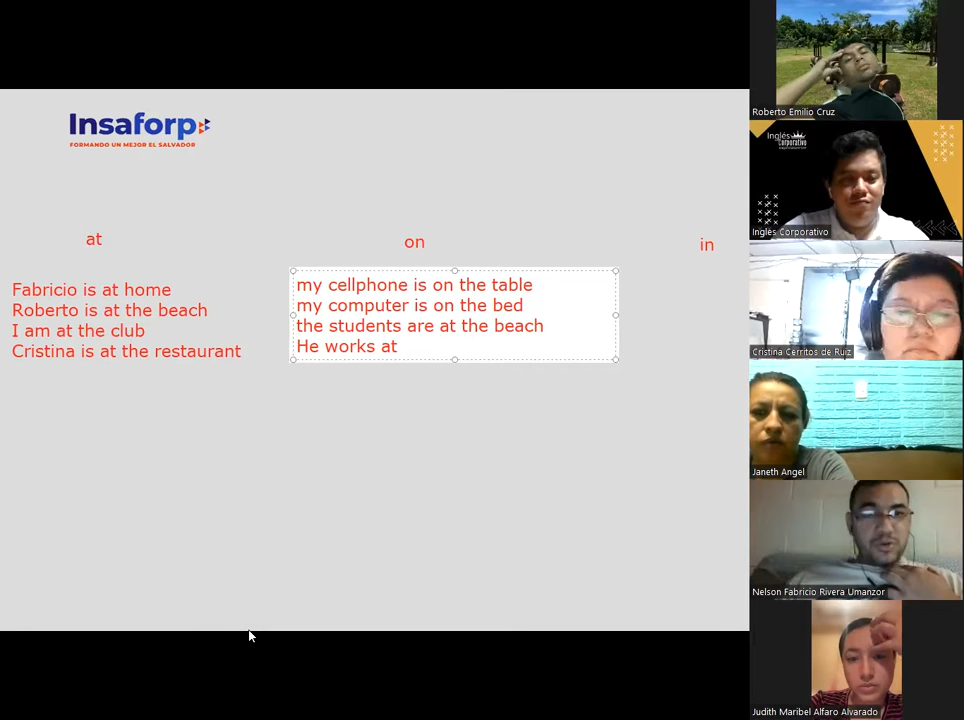 Insaforp
FORMANDO UN MEJOR EL SALVADOR
at
on
in
Fabricio is at home
Roberto is at the beach
I am at the club
Cristina is at the restaurant
my cellphone is on the table
my computer is on the bed
the students are at the beach
He works at
Roberto Emilio Cruz
Inglés
Corporativo
Inglés Corporativo
Cristina Cerritos de Ruiz
Janeth Angel
Nelson Fabricio Rivera Umanzor
Judith Maribel Alfaro Alvarado